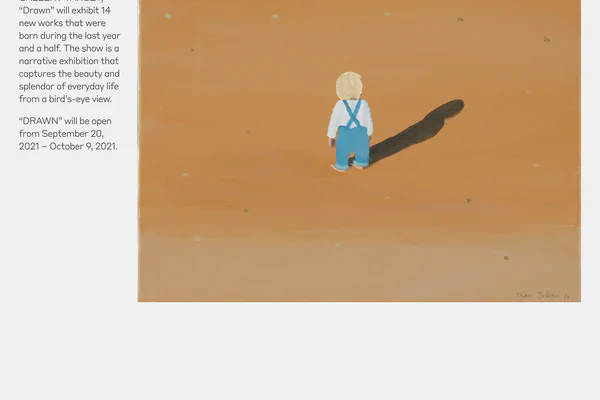 "Drawn" will exhibit 14
new works that were
born during the last year
and a half. The show is a
narrative exhibition that
captures the beauty and
splendor of everyday life
from a bird's-eye view.
"DRAWN" will be open
from September 20,
2021 – October 9, 2021.